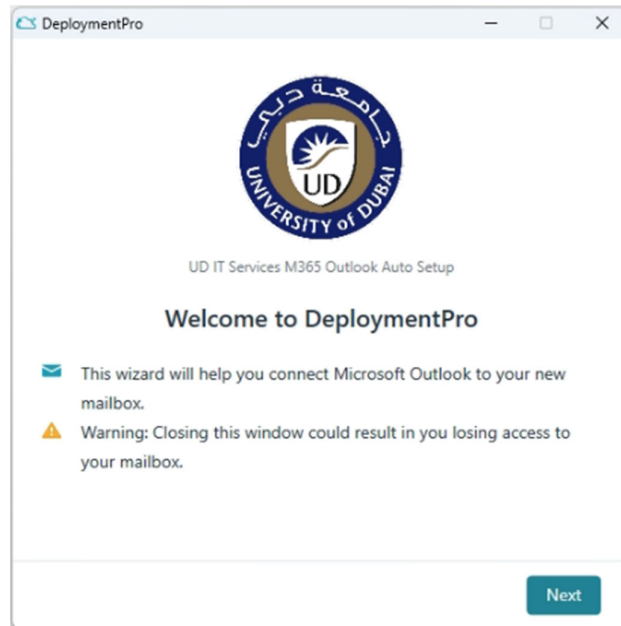 DeploymentPro
جامعة دبي
UD
UNIVERSITY of DUBAI
UD IT Services M365 Outlook Auto Setup
Welcome to DeploymentPro
This wizard will help you connect Microsoft Outlook to your new
mailbox.
Warning: Closing this window could result in you losing access to
your mailbox.
Next